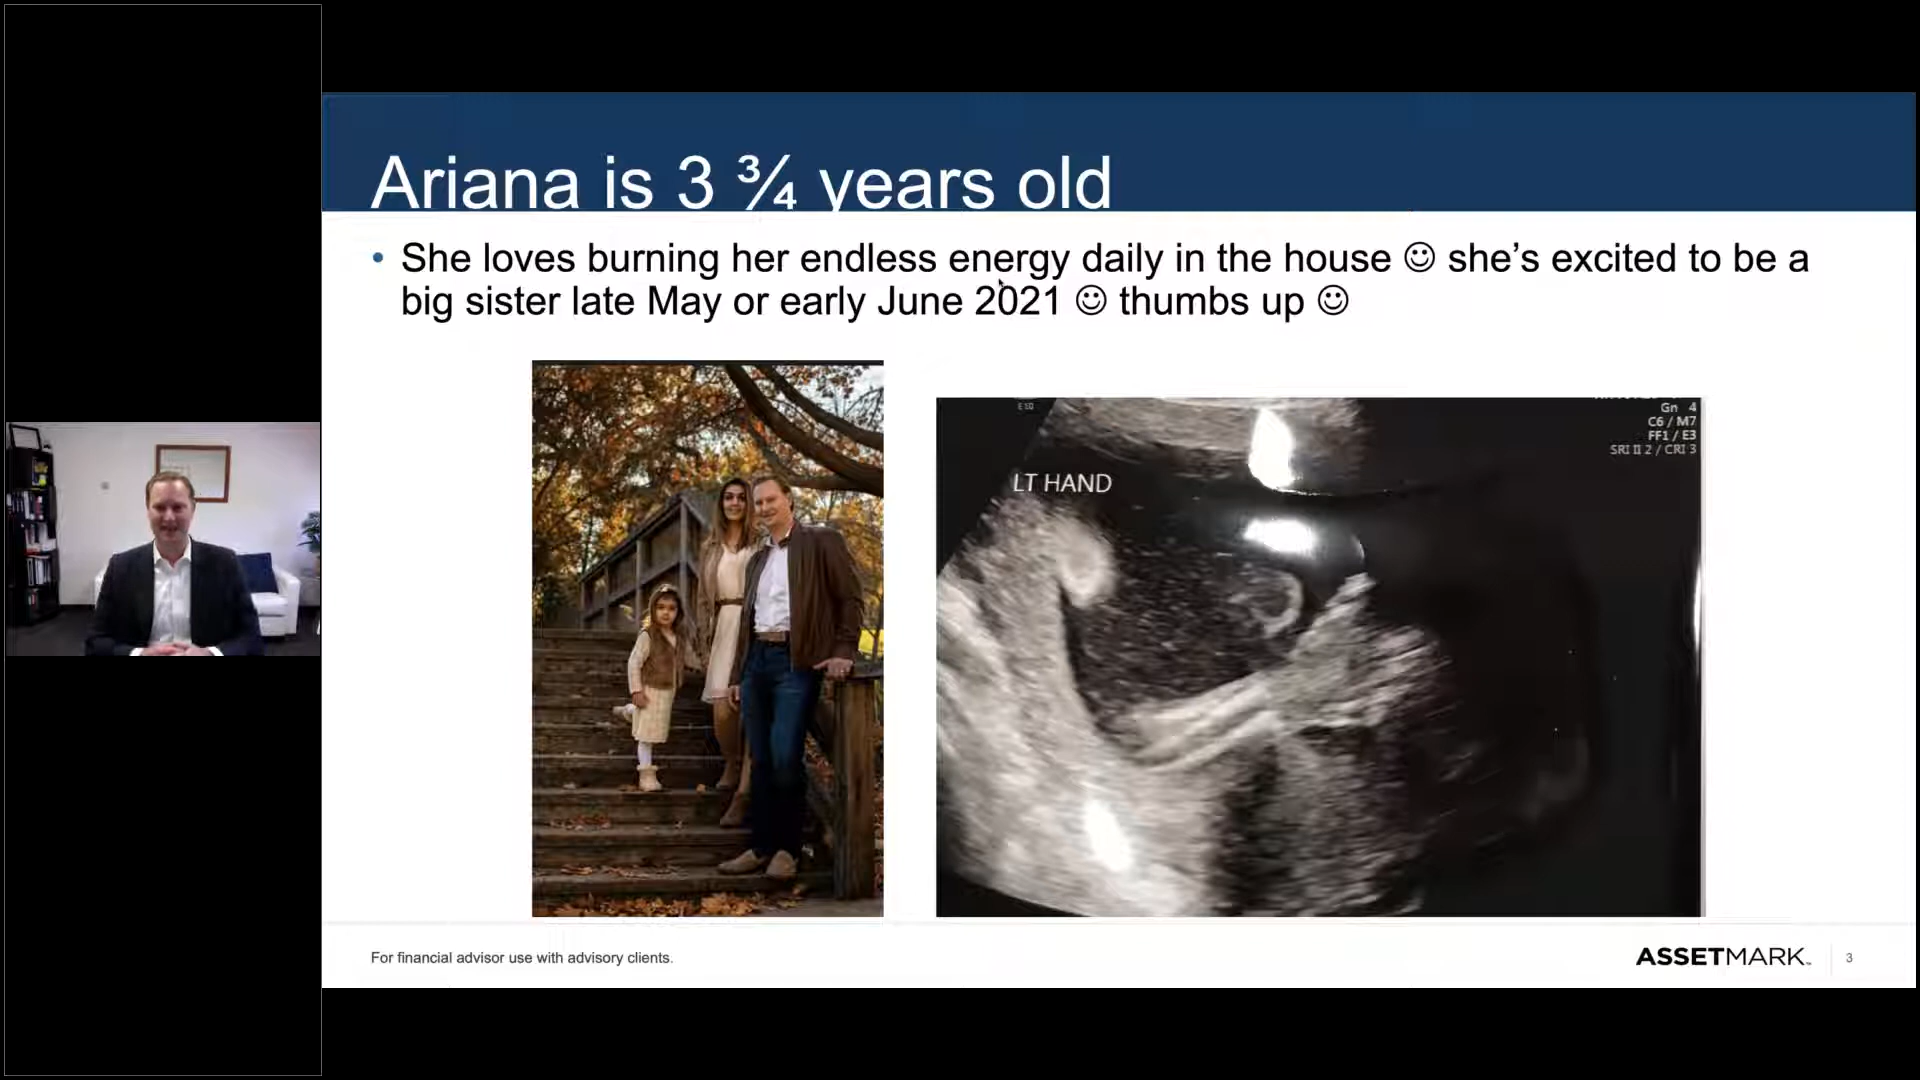 Ariana is 3 ¾ years old
• She loves burning her endless energy daily in the house ☺ she’s excited to be a
big sister late May or early June 2021 ☺ thumbs up ☺
Gn 4
C6 / M7
FF1 / E3
SRI II 2 / CRI 3
LT HAND
For financial advisor use with advisory clients.
ASSETMARK™
3